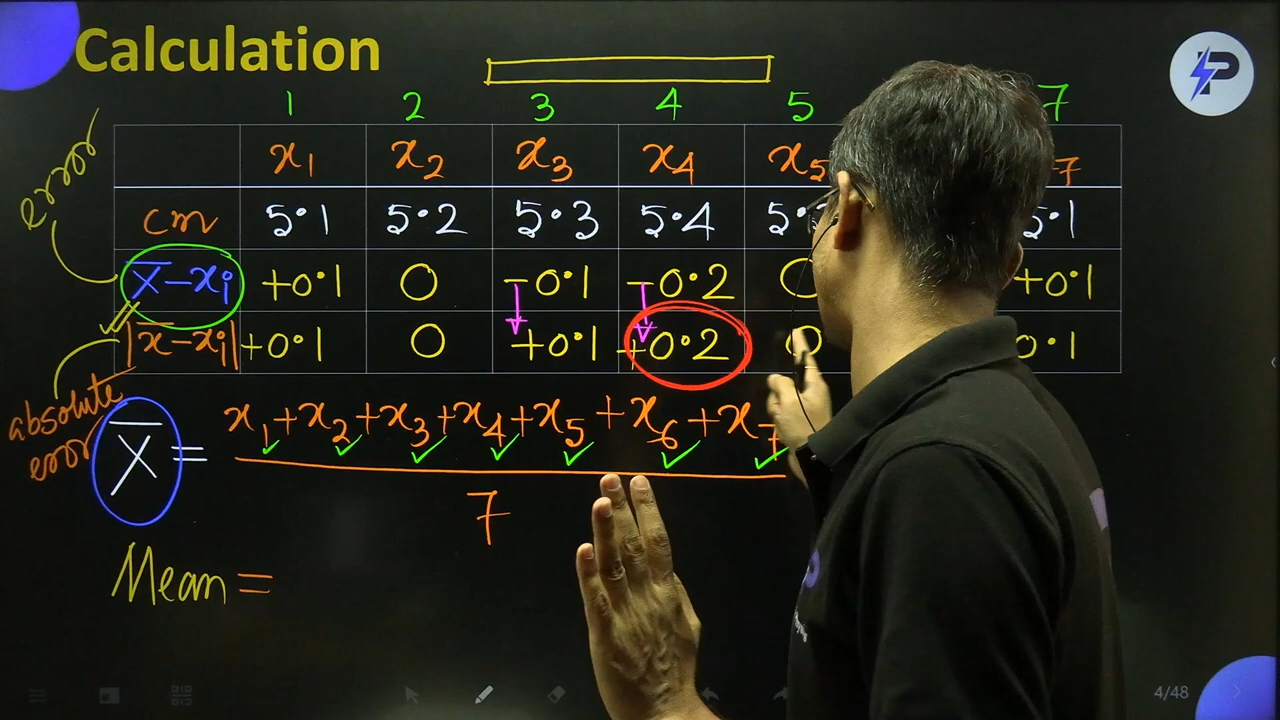 Calculation
1 2 3 4 5 7
x₁ x₂ x₃ x₄ x₅ 7
error
cm 5.1 5.2 5.3 5.4 5. 5.1
X̅-xᵢ +0.1 0 -0.1 -0.2 0 +0.1
|x̅-xᵢ| +0.1 0 +0.1 +0.2 0 0.1
absolute error
X̅ = x₁+x₂+x₃+x₄+x₅+x₆+x₇
7
Mean =
4/48